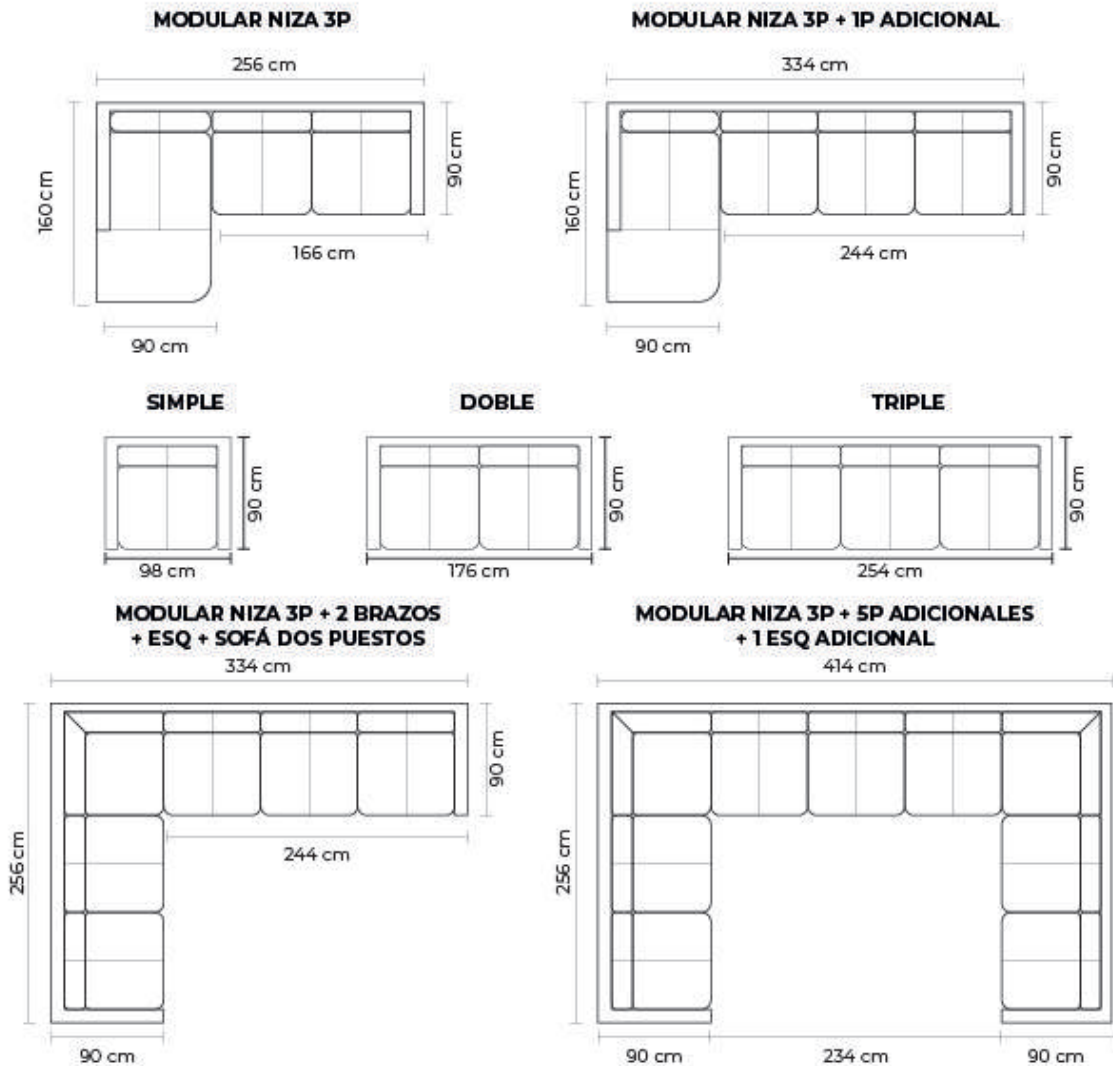 MODULAR NIZA 3P
MODULAR NIZA 3P + 1P ADICIONAL
256 cm
334 cm
160 cm
90 cm
160 cm
90 cm
166 cm
244 cm
90 cm
90 cm
SIMPLE
DOBLE
TRIPLE
90 cm
90 cm
90 cm
98 cm
176 cm
254 cm
MODULAR NIZA 3P + 2 BRAZOS
+ ESQ + SOFÁ DOS PUESTOS
MODULAR NIZA 3P + 5P ADICIONALES
+ 1 ESQ ADICIONAL
334 cm
414 cm
90 cm
256 cm
244 cm
256 cm
90 cm
90 cm
234 cm
90 cm